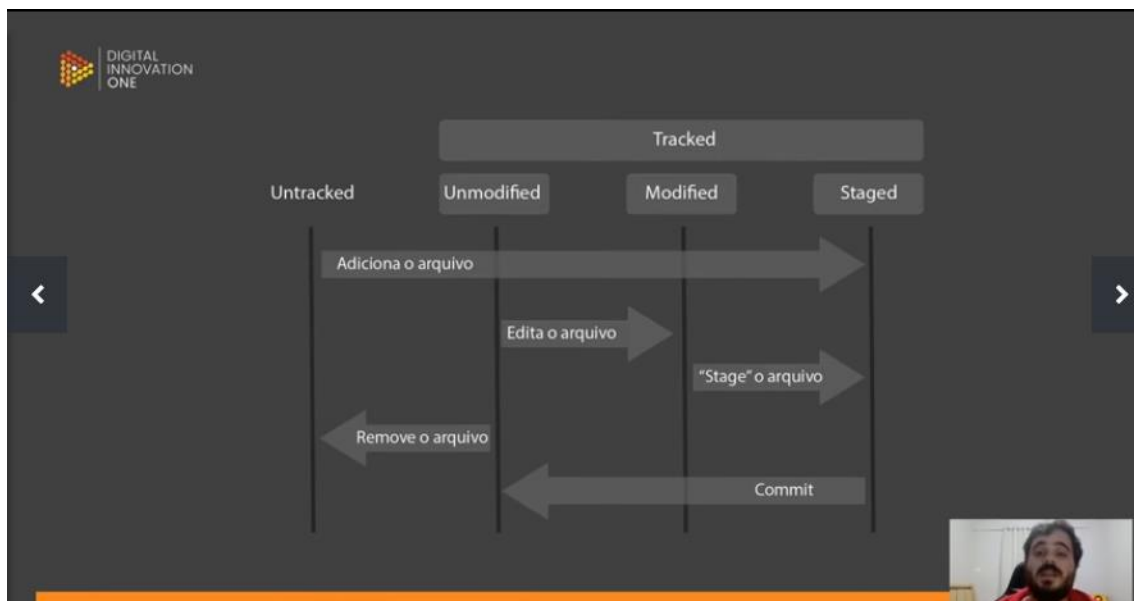 DIGITAL
INNOVATION
ONE
Tracked
Untracked
Unmodified
Modified
Staged
Adiciona o arquivo
Edita o arquivo
“Stage” o arquivo
Remove o arquivo
Commit